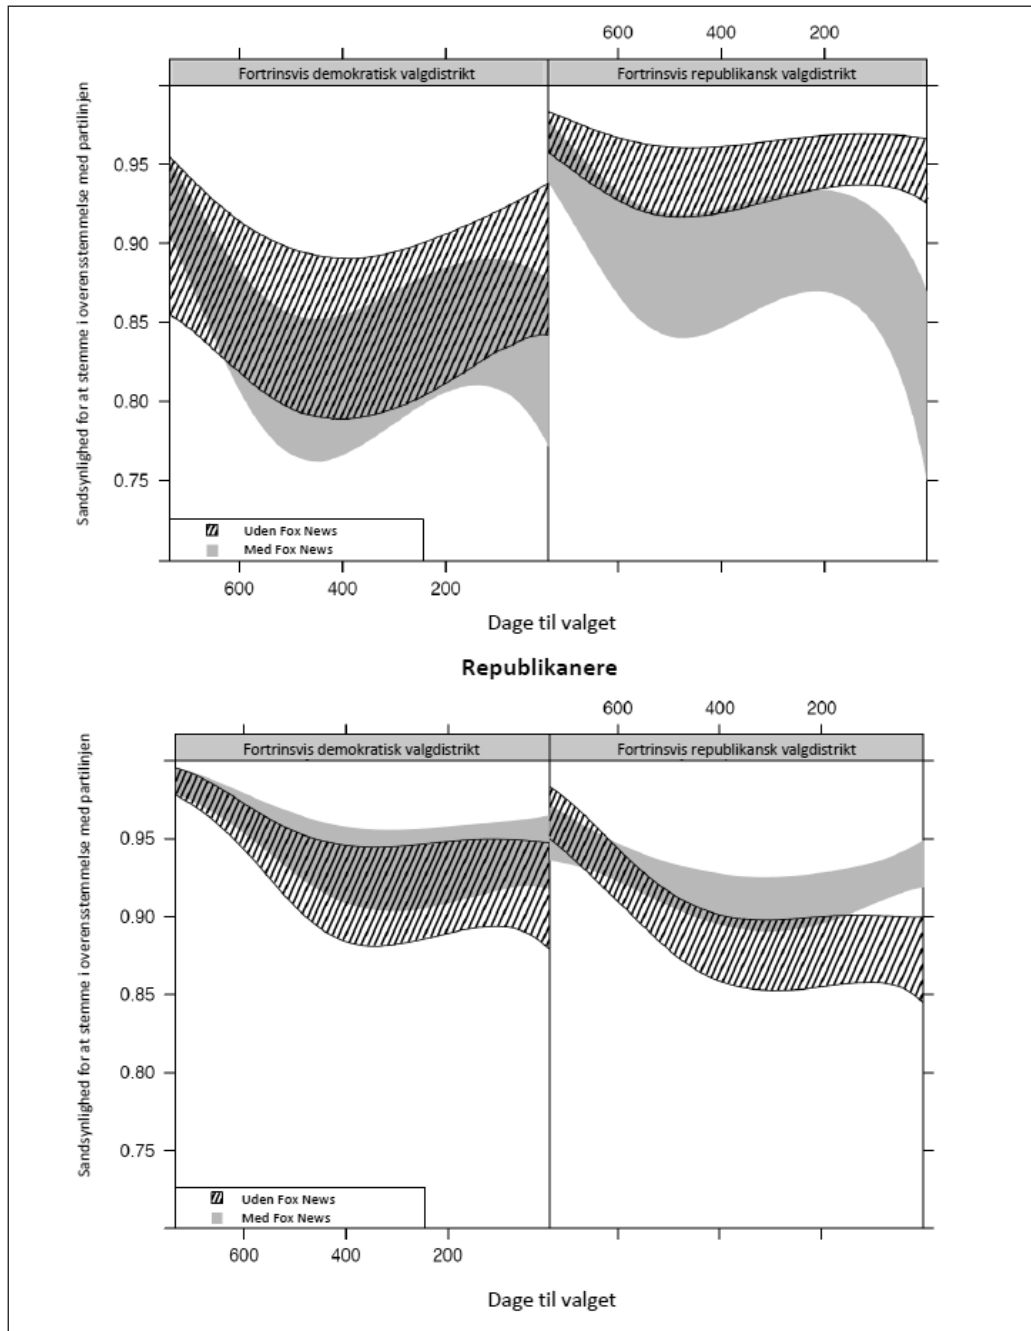 600 400 200
Fortrinsvis demokratisk valgdistrikt Fortrinsvis republikansk valgdistrikt
Sandsynlighed for at stemme i overensstemmelse med partilinjen
0.95
0.90
0.85
0.80
0.75
Uden Fox News
Med Fox News
600 400 200
Dage til valget
Republikanere
600 400 200
Fortrinsvis demokratisk valgdistrikt Fortrinsvis republikansk valgdistrikt
Sandsynlighed for at stemme i overensstemmelse med partilinjen
0.95
0.90
0.85
0.80
0.75
Uden Fox News
Med Fox News
600 400 200
Dage til valget